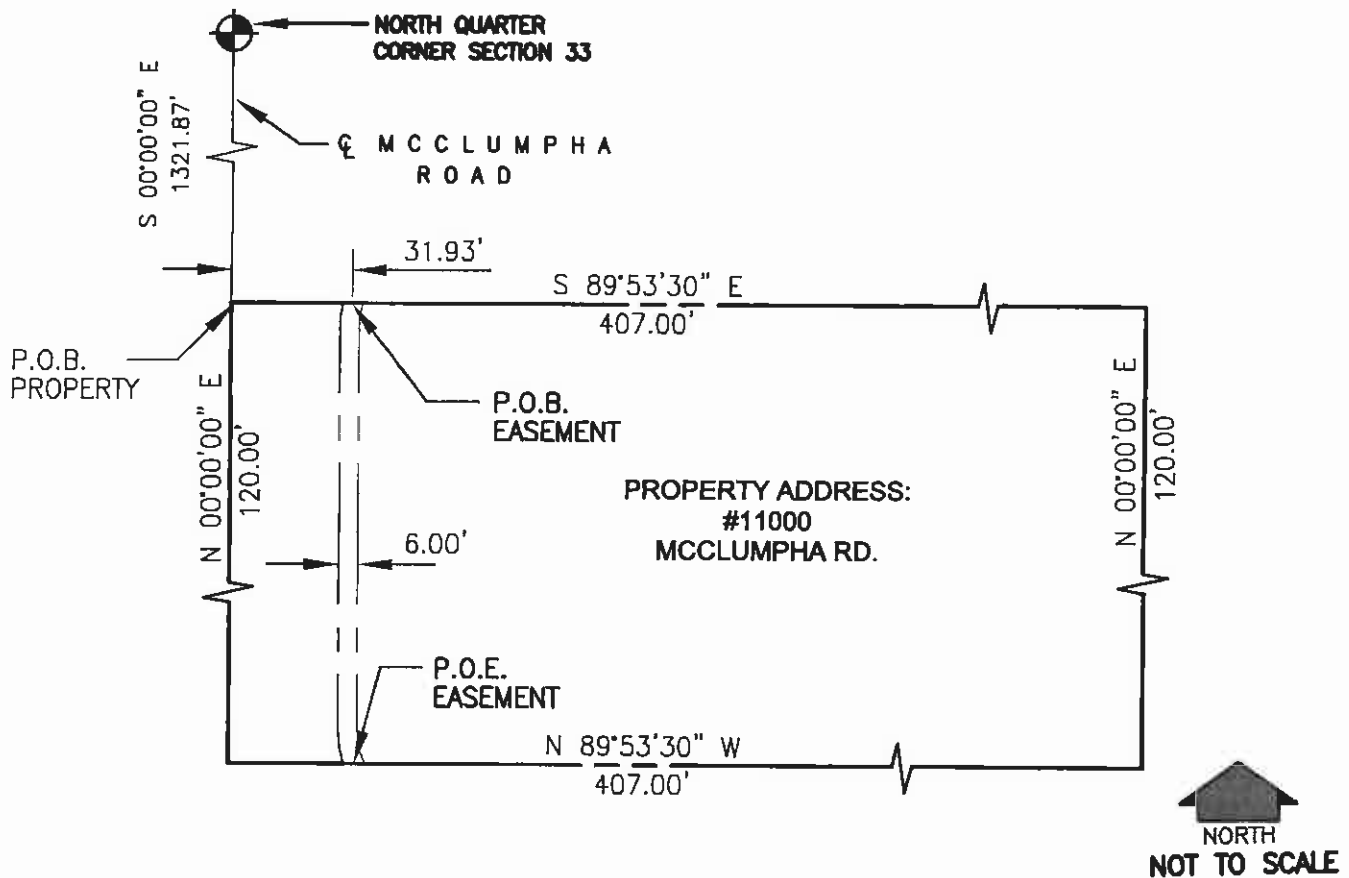 NORTH QUARTER
CORNER SECTION 33
S 00°00'00" E
1321.87'
℄ MCCLUMPHA
ROAD
31.93'
S 89°53'30" E
407.00'
P.O.B.
PROPERTY
N 00°00'00" E
120.00'
P.O.B.
EASEMENT
N 00°00'00" E
120.00'
PROPERTY ADDRESS:
#11000
MCCLUMPHA RD.
6.00'
P.O.E.
EASEMENT
N 89°53'30" W
407.00'
NORTH
NOT TO SCALE